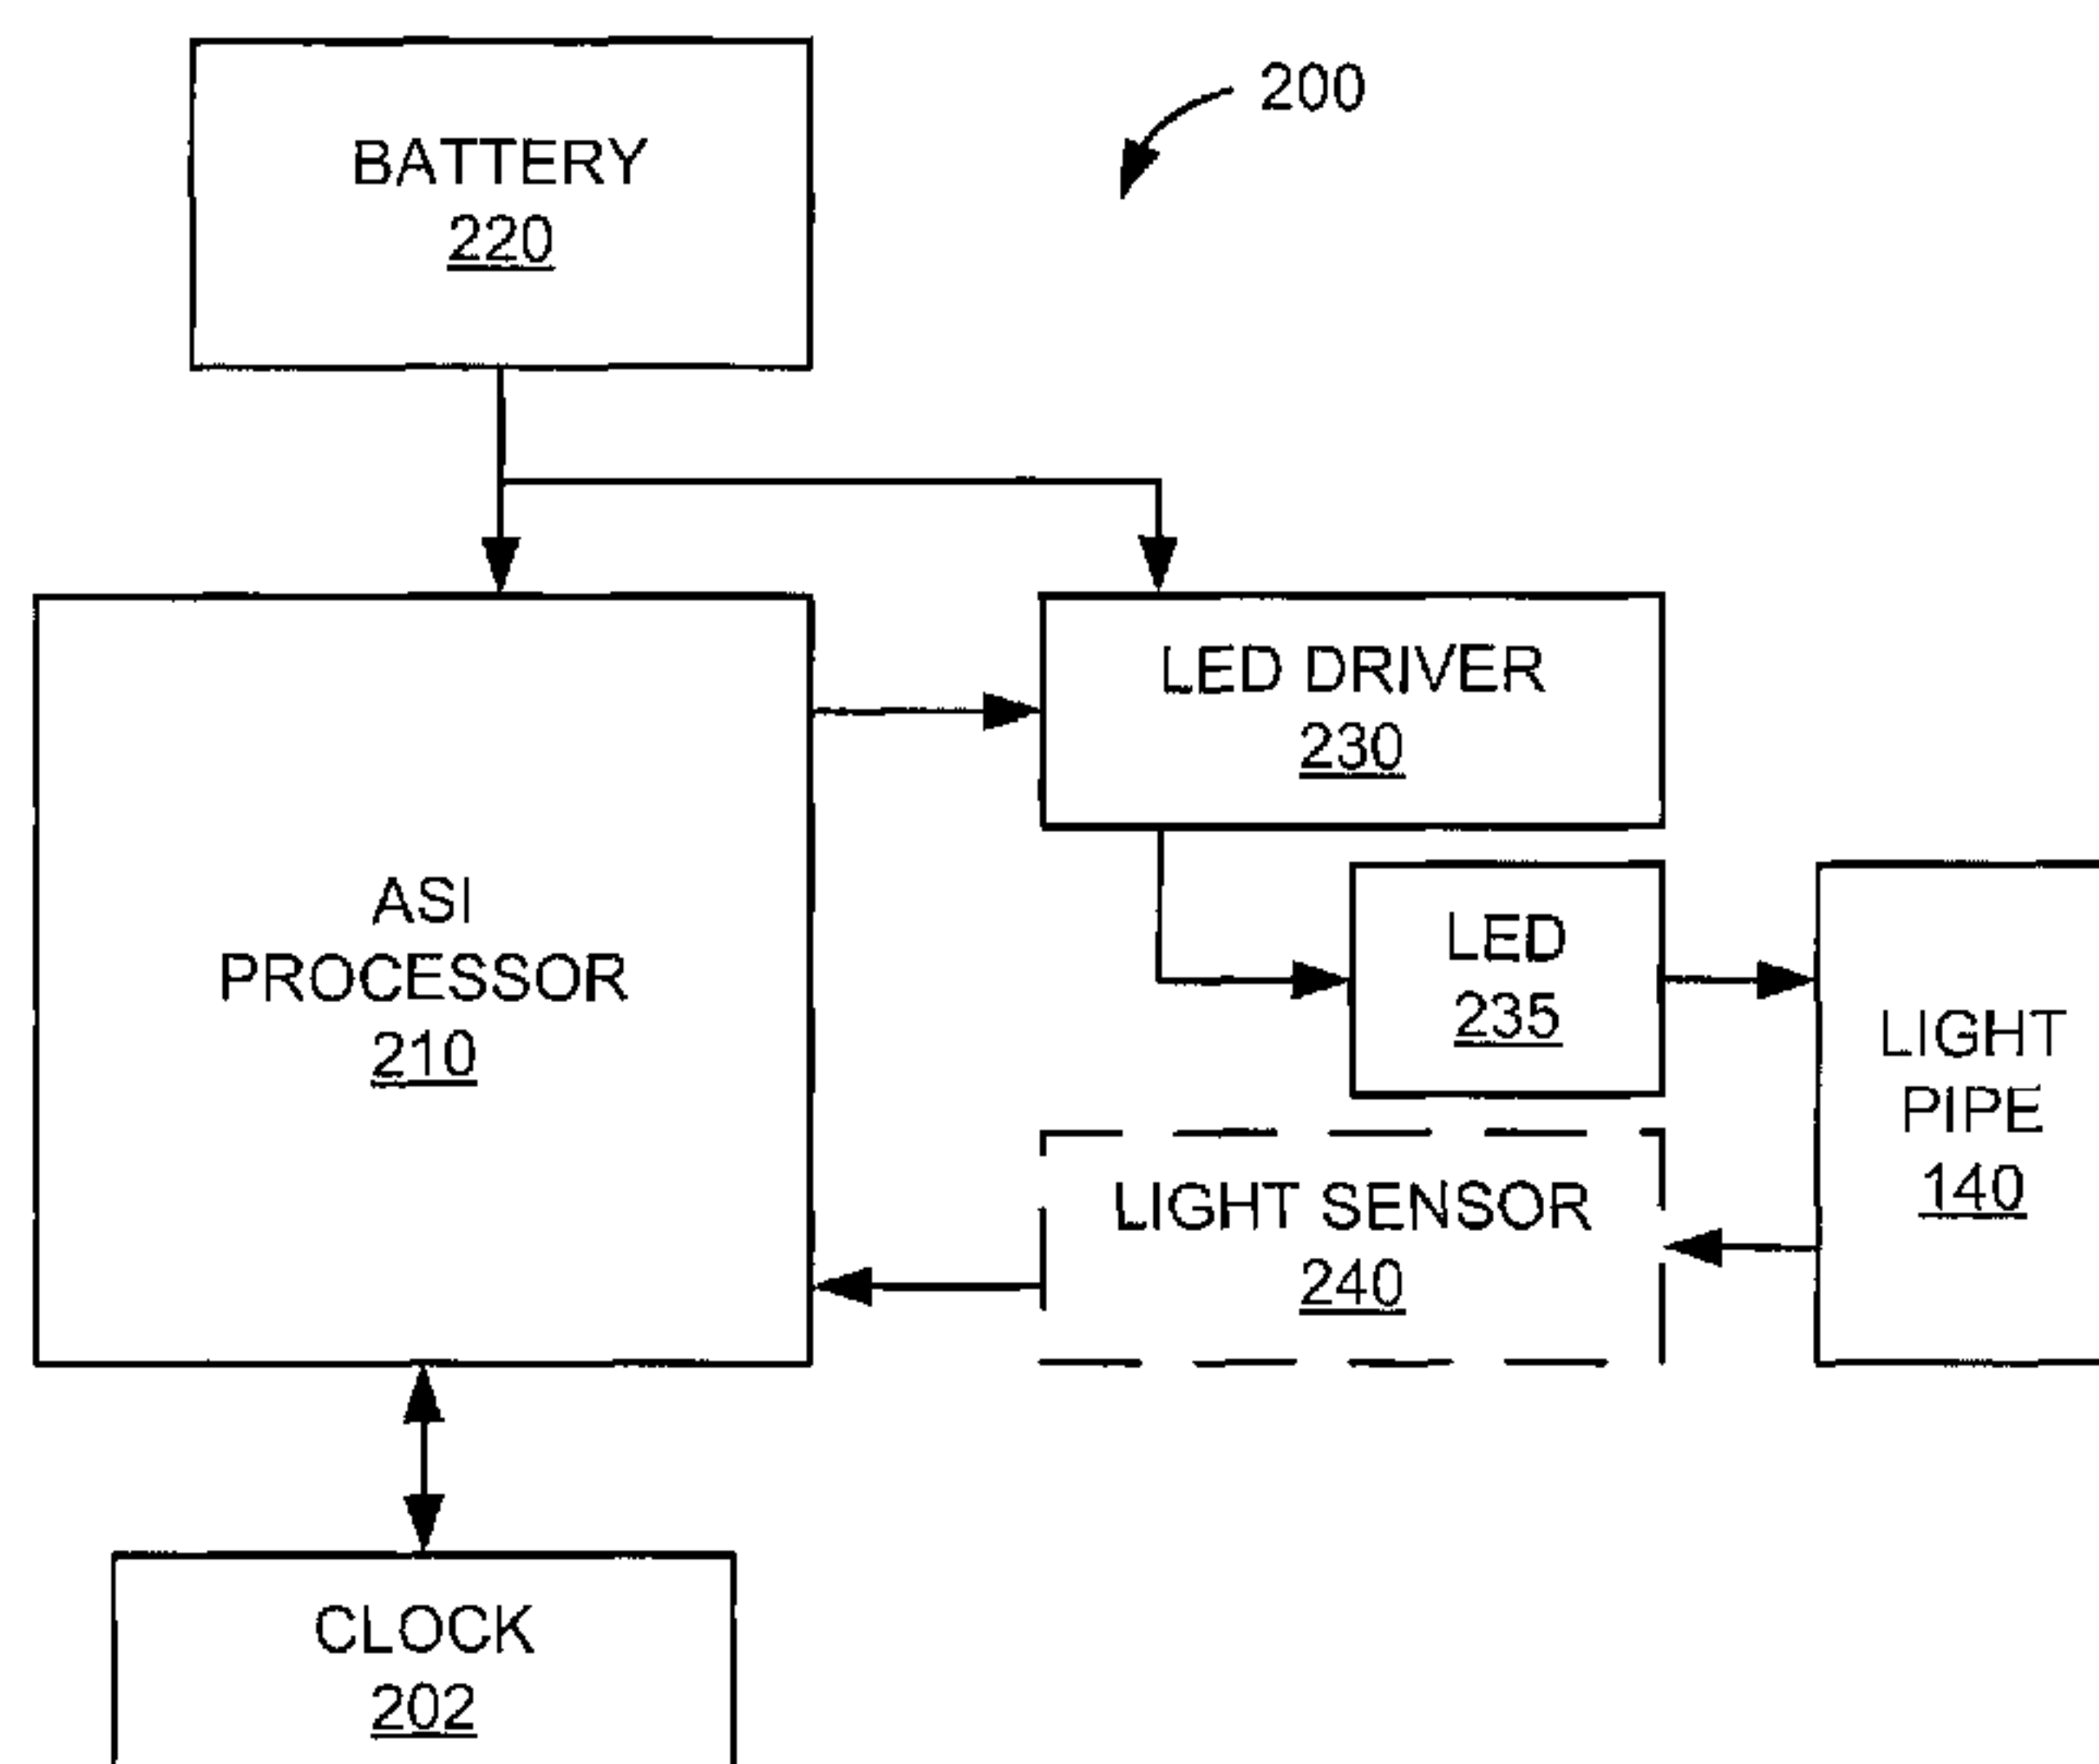 BATTERY
220
200
LED DRIVER
230
ASI
PROCESSOR
210
LED
235
LIGHT
PIPE
140
LIGHT SENSOR
240
CLOCK
202